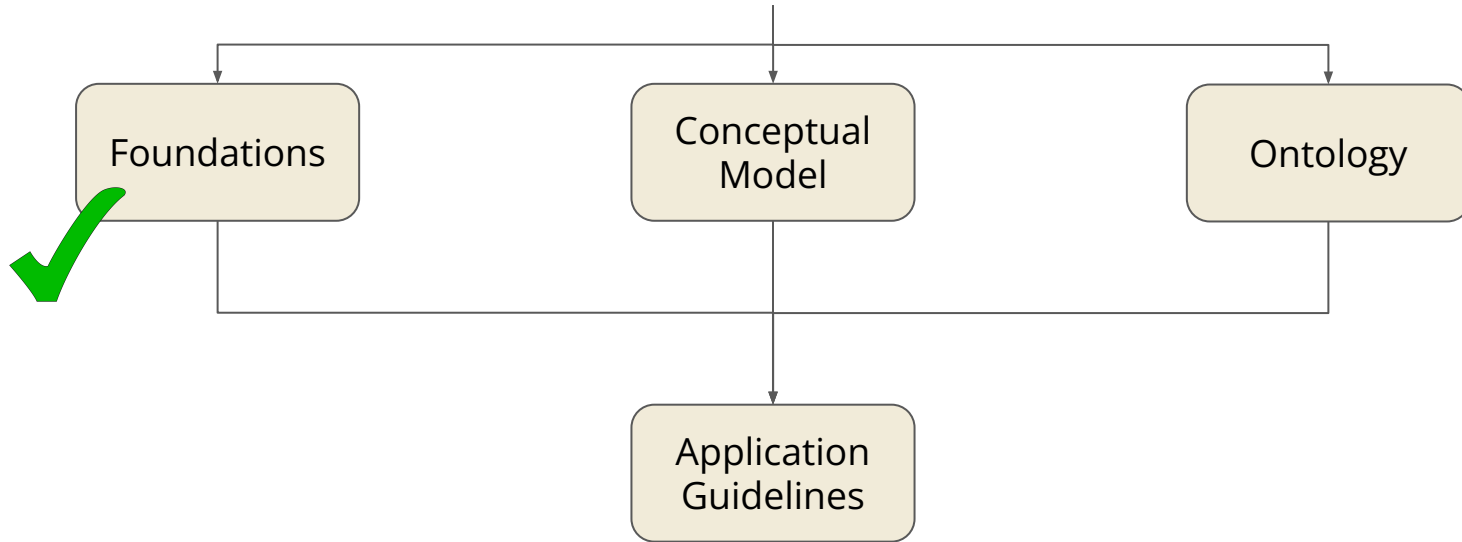 Foundations
Conceptual
Model
Ontology
Application
Guidelines